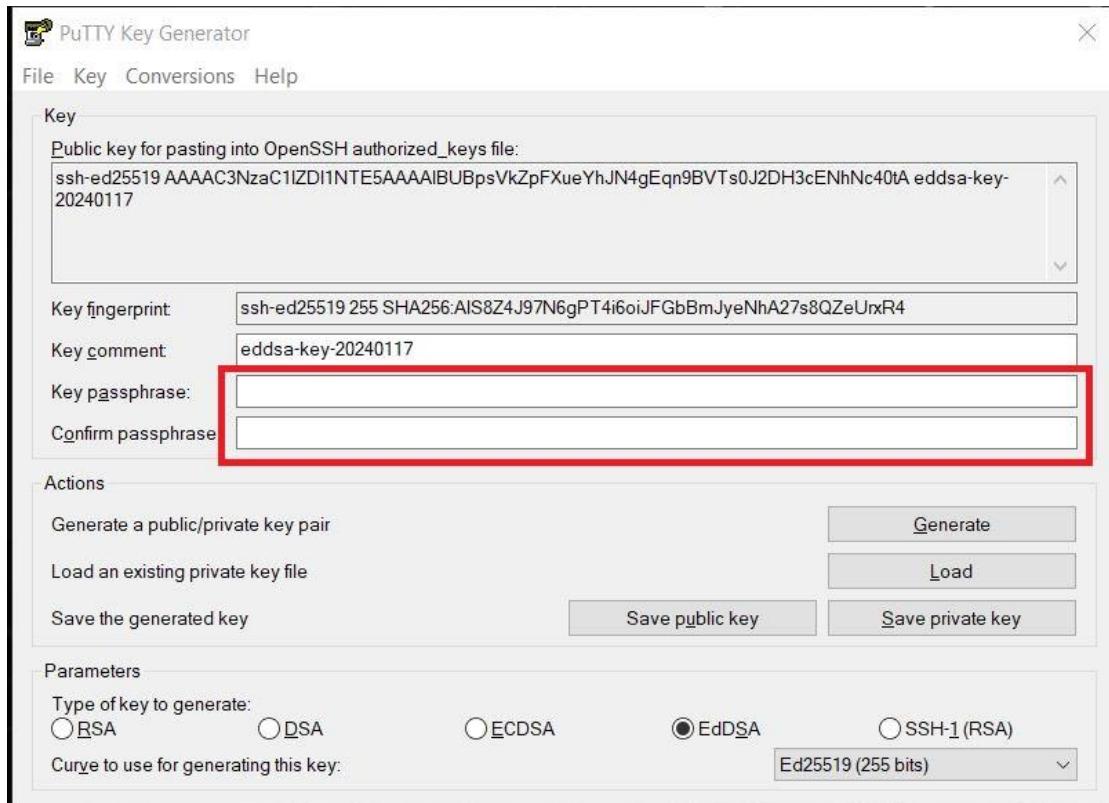 PuTTY Key Generator
File Key Conversions Help
Key
Public key for pasting into OpenSSH authorized_keys file:
ssh-ed25519 AAAAC3NzaC1lZDI1NTE5AAAAIBUBpsVkZpFXueYhJN4gEqn9BVTs0J2DH3cENhNc40tA eddsa-key-
20240117
Key fingerprint:
ssh-ed25519 255 SHA256:AIS8Z4J97N6gPT4i6oiJFGbBmJyeNhA27s8QZeUrxR4
Key comment:
eddsa-key-20240117
Key passphrase:
Confirm passphrase
Actions
Generate a public/private key pair
Generate
Load an existing private key file
Load
Save the generated key
Save public key
Save private key
Parameters
Type of key to generate:
RSA DSA ECDSA EdDSA SSH-1 (RSA)
Curve to use for generating this key:
Ed25519 (255 bits)